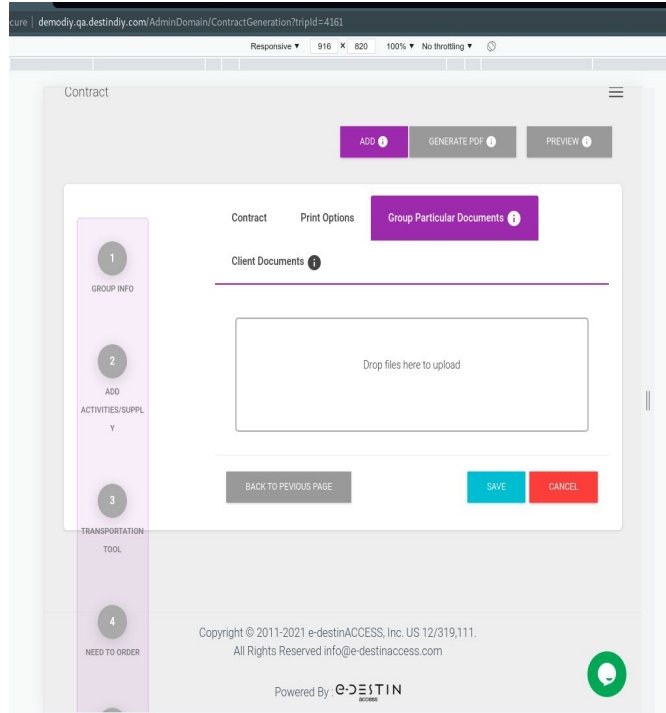 cure | demodiy.qa.destindiy.com/AdminDomain/ContractGeneration?tripId=4161
Responsive ▼ 916 × 820 100% ▼ No throttling ▼
Contract
ADD i GENERATE PDF i PREVIEW i
Contract Print Options Group Particular Documents i
Client Documents i
1
GROUP INFO
2
ADD
ACTIVITIES/SUPPL
Y
3
TRANSPORTATION
TOOL
4
NEED TO ORDER
Drop files here to upload
BACK TO PEVIOUS PAGE SAVE CANCEL
Copyright © 2011-2021 e-destinACCESS, Inc. US 12/319,111.
All Rights Reserved info@e-destinaccess.com
Powered By : e-DESTIN
access